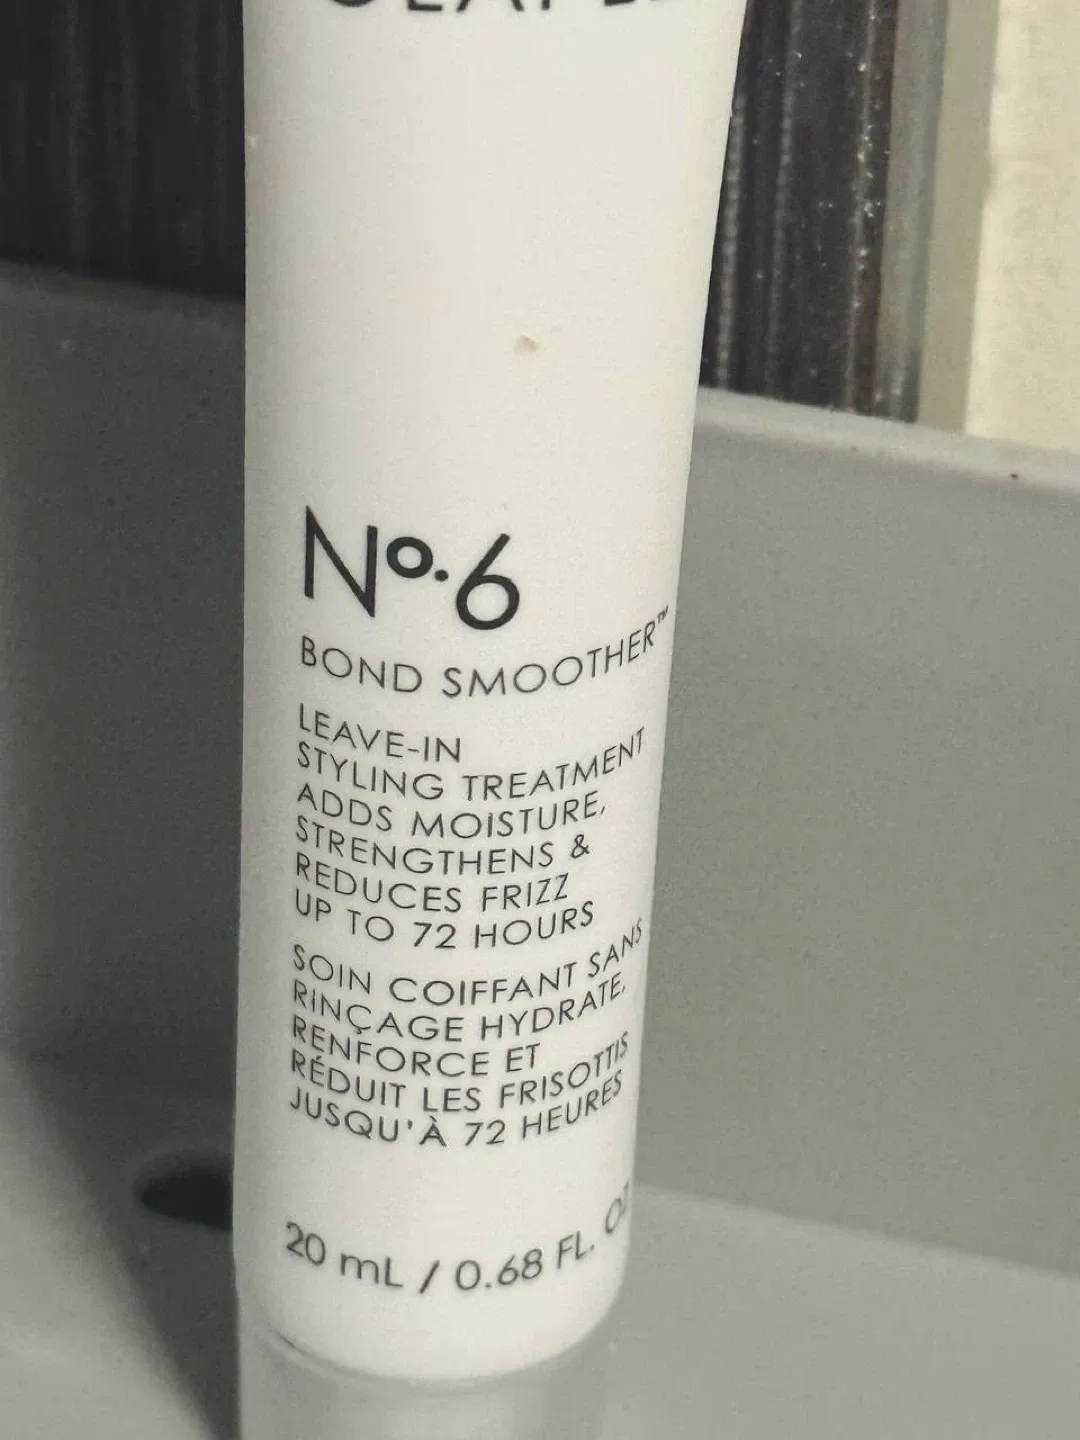 Nº.6
BOND SMOOTHER™
LEAVE-IN
STYLING TREATMENT
ADDS MOISTURE,
STRENGTHENS &
REDUCES FRIZZ
UP TO 72 HOURS
SOIN COIFFANT SANS
RINÇAGE HYDRATE,
RENFORCE ET
RÉDUIT LES FRISOTTIS
JUSQU'À 72 HEURES
20 mL / 0.68 FL. OZ